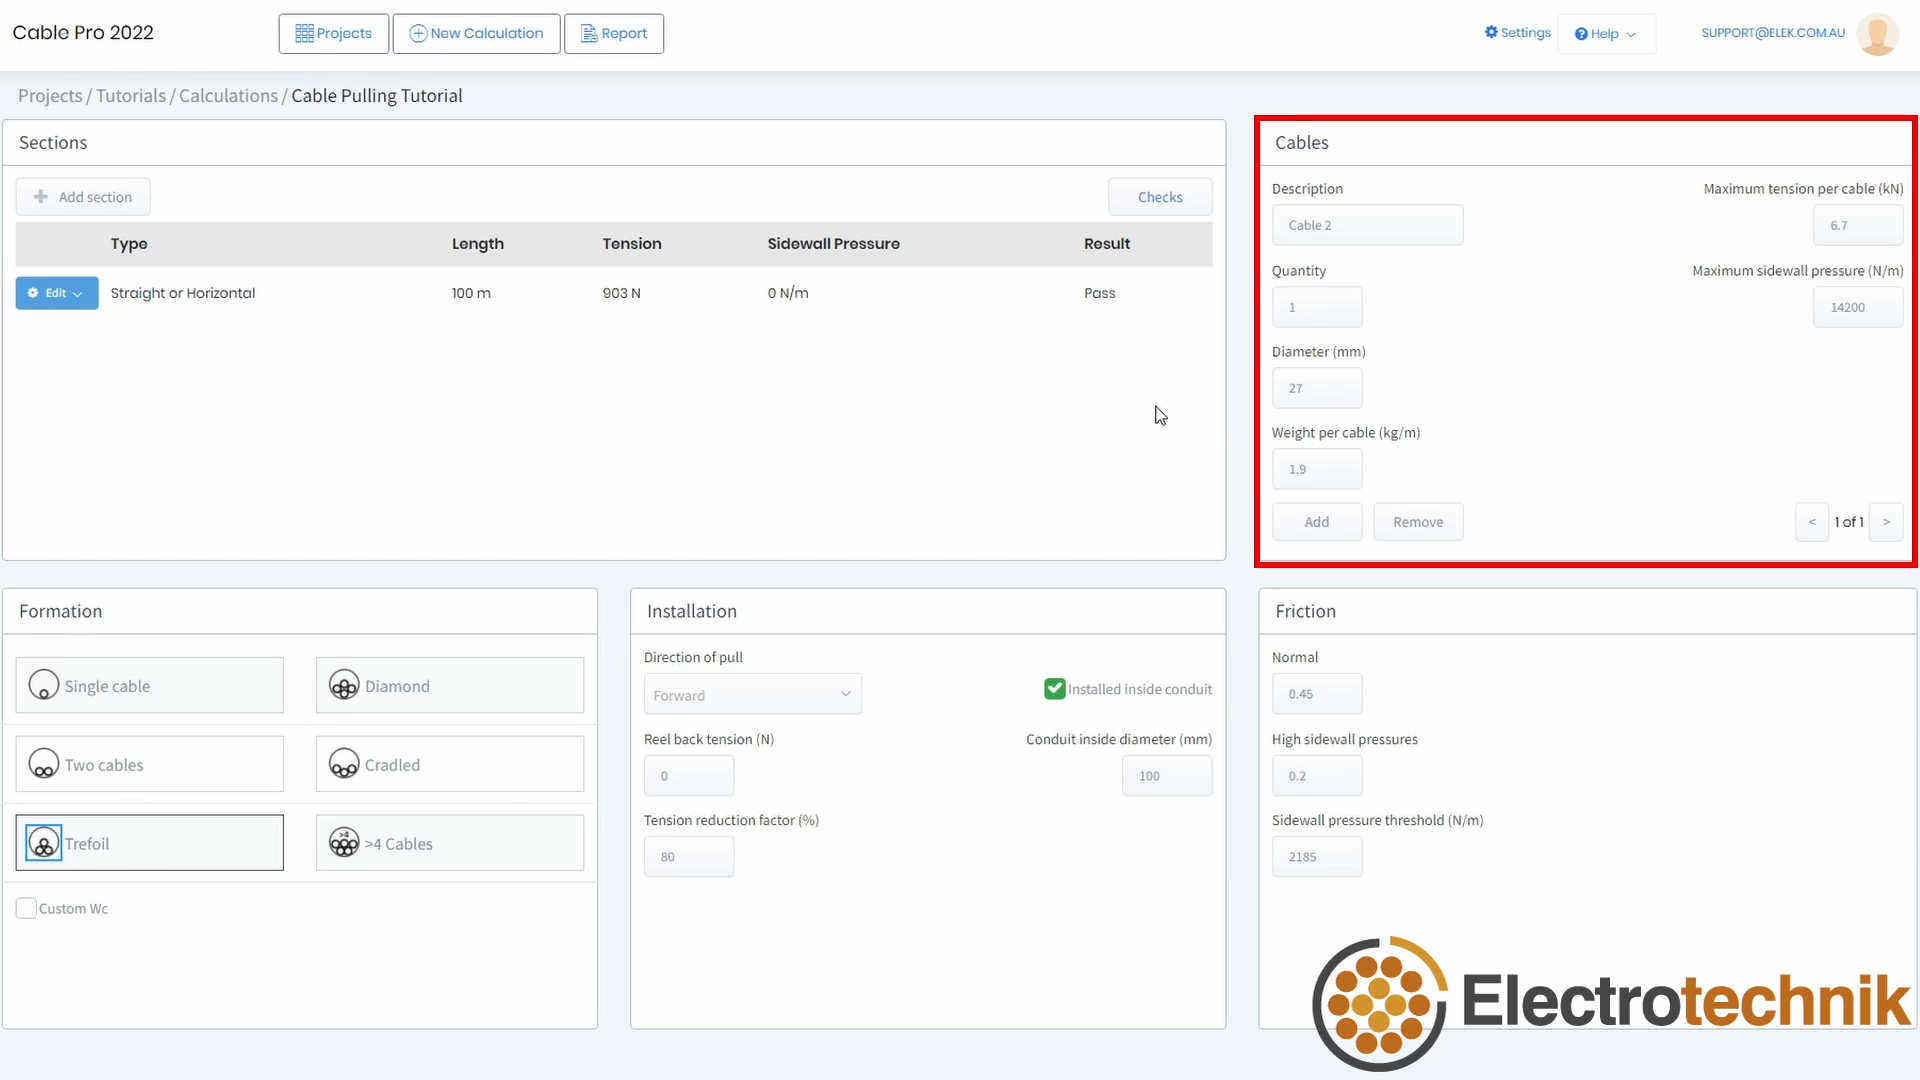 Cable Pro 2022
Projects
New Calculation
Report
Settings
Help
SUPPORT@ELEK.COM.AU
Projects / Tutorials / Calculations / Cable Pulling Tutorial
Sections
Add section
Checks
Type Length Tension Sidewall Pressure Result
Edit Straight or Horizontal 100 m 903 N 0 N/m Pass
Cables
Description
Maximum tension per cable (kN)
Cable 2
6.7
Quantity
Maximum sidewall pressure (N/m)
1
14200
Diameter (mm)
27
Weight per cable (kg/m)
1.9
Add
Remove
< 1 of 1 >
Formation
Single cable
Diamond
Two cables
Cradled
Trefoil
>4
>4 Cables
Custom Wc
Installation
Direction of pull
Forward
Installed inside conduit
Reel back tension (N)
Conduit inside diameter (mm)
0
100
Tension reduction factor (%)
80
Friction
Normal
0.45
High sidewall pressures
0.2
Sidewall pressure threshold (N/m)
2185
Electrotechnik